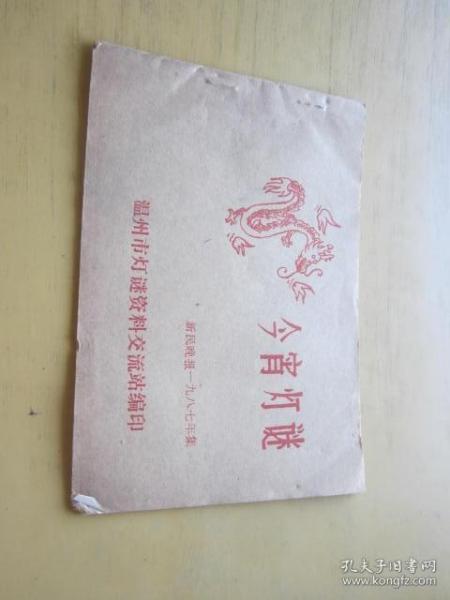 今宵灯谜
新民晚报一九八七年集
温州市灯谜资料交流站编印
孔夫子旧书网
www.kongfz.com